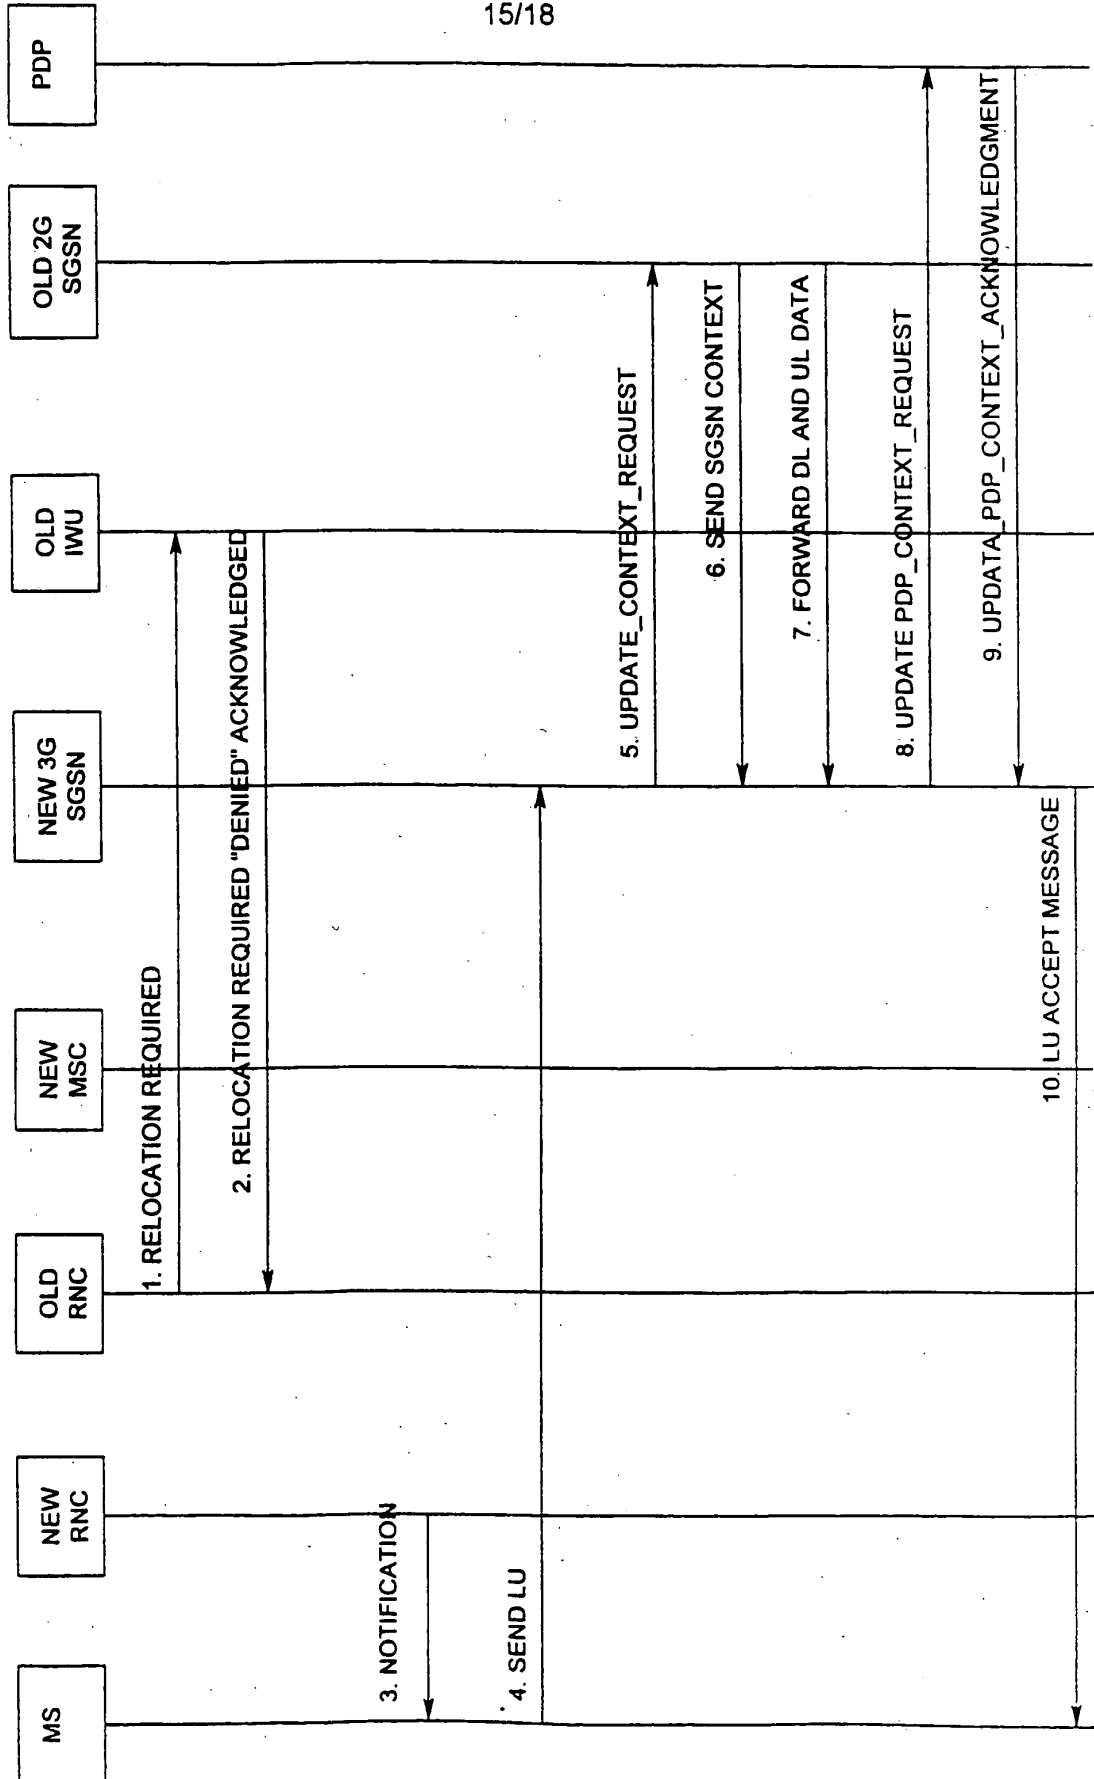 15/18
MS
NEW
RNC
OLD
RNC
NEW
MSC
NEW 3G
SGSN
OLD
IWU
OLD 2G
SGSN
PDP
1. RELOCATION REQUIRED
2. RELOCATION REQUIRED "DENIED" ACKNOWLEDGED
3. NOTIFICATION
4. SEND LU
5. UPDATE_CONTEXT_REQUEST
6. SEND SGSN CONTEXT
7. FORWARD DL AND UL DATA
8. UPDATE PDP_CONTEXT_REQUEST
9. UPDATA_PDP_CONTEXT_ACKNOWLEDGMENT
10. LU ACCEPT MESSAGE